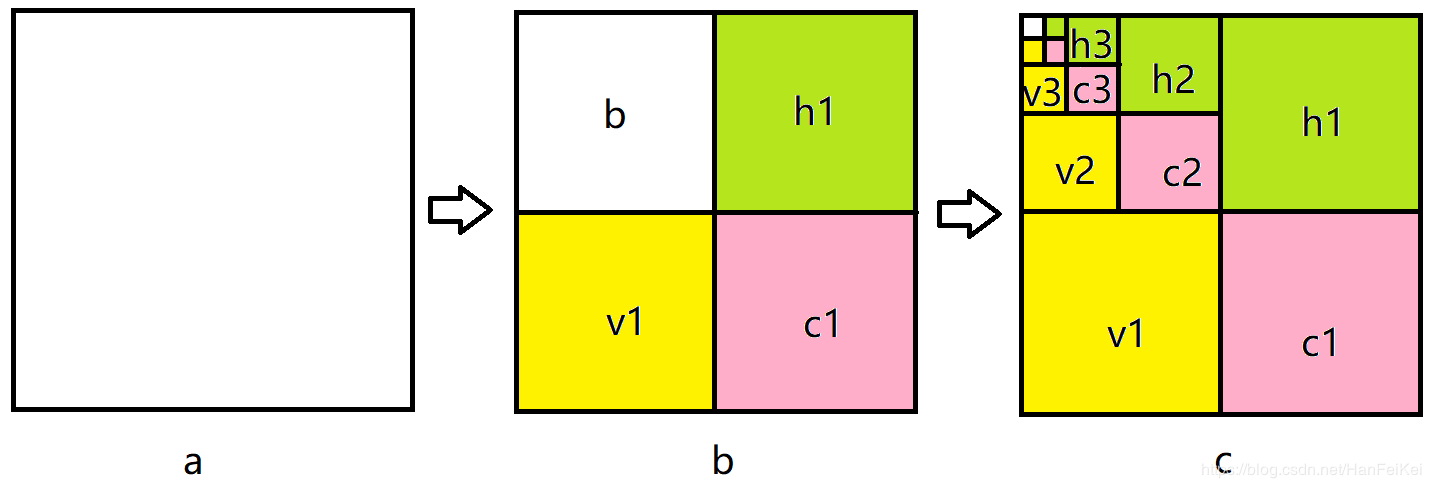 b
h1
v1
c1
h3
v3
c3
h2
v2
c2
h1
v1
c1
a
b
c
https://blog.csdn.net/HanFeiKei